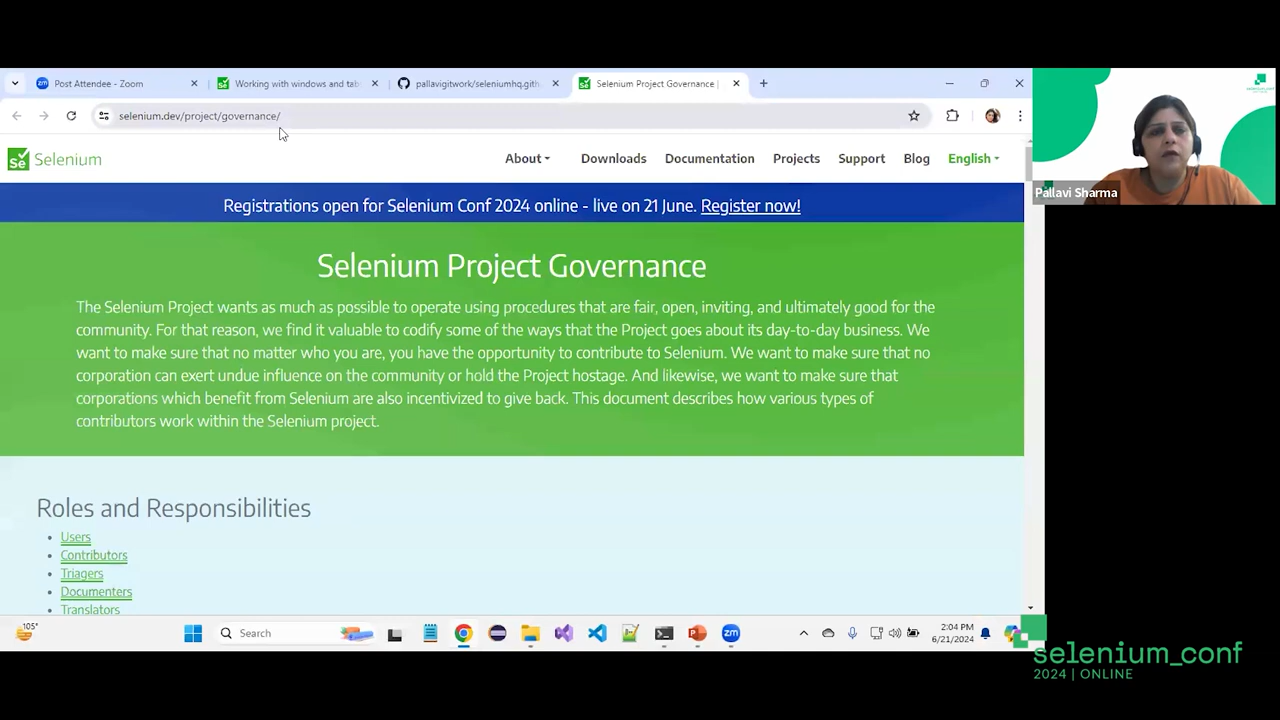 Post Attendee - Zoom
Working with windows and tab
pallavigitwork/seleniumhq.gith
Selenium Project Governance |
selenium.dev/project/governance/
Selenium
About
Downloads
Documentation
Projects
Support
Blog
English
Registrations open for Selenium Conf 2024 online - live on 21 June. Register now!
Selenium Project Governance
The Selenium Project wants as much as possible to operate using procedures that are fair, open, inviting, and ultimately good for the
community. For that reason, we find it valuable to codify some of the ways that the Project goes about its day-to-day business. We
want to make sure that no matter who you are, you have the opportunity to contribute to Selenium. We want to make sure that no
corporation can exert undue influence on the community or hold the Project hostage. And likewise, we want to make sure that
corporations which benefit from Selenium are also incentivized to give back. This document describes how various types of
contributors work within the Selenium project.
Roles and Responsibilities
Users
Contributors
Triagers
Documenters
Translators
Pallavi Sharma
105°
Search
2:04 PM
6/21/2024
selenium_conf
2024 | ONLINE